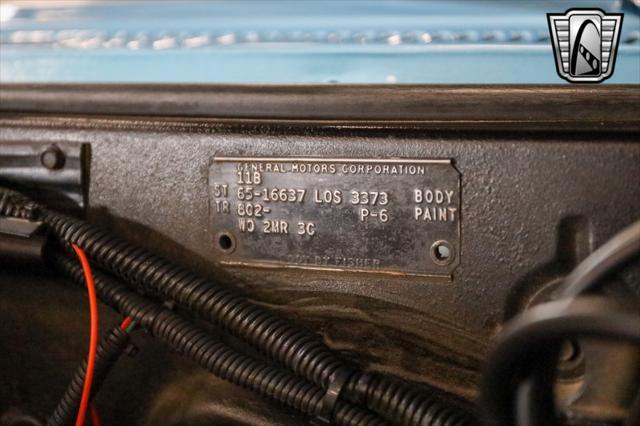 GENERAL MOTORS CORPORATION
11B
ST 65-16637 LOS 3373 BODY
TR 802- P-6 PAINT
WO 2MR 3G
BODY BY FISHER